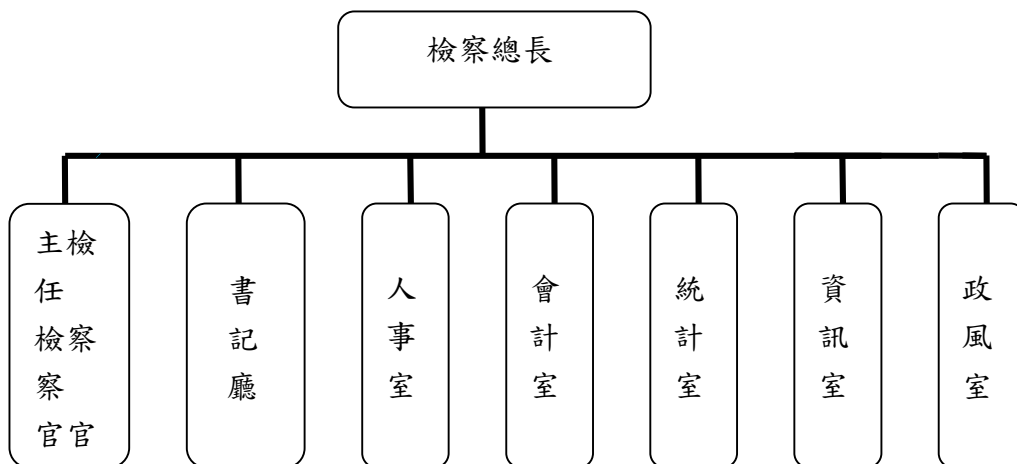 檢察總長
主任檢察官
檢察官
書記廳
人事室
會計室
統計室
資訊室
政風室